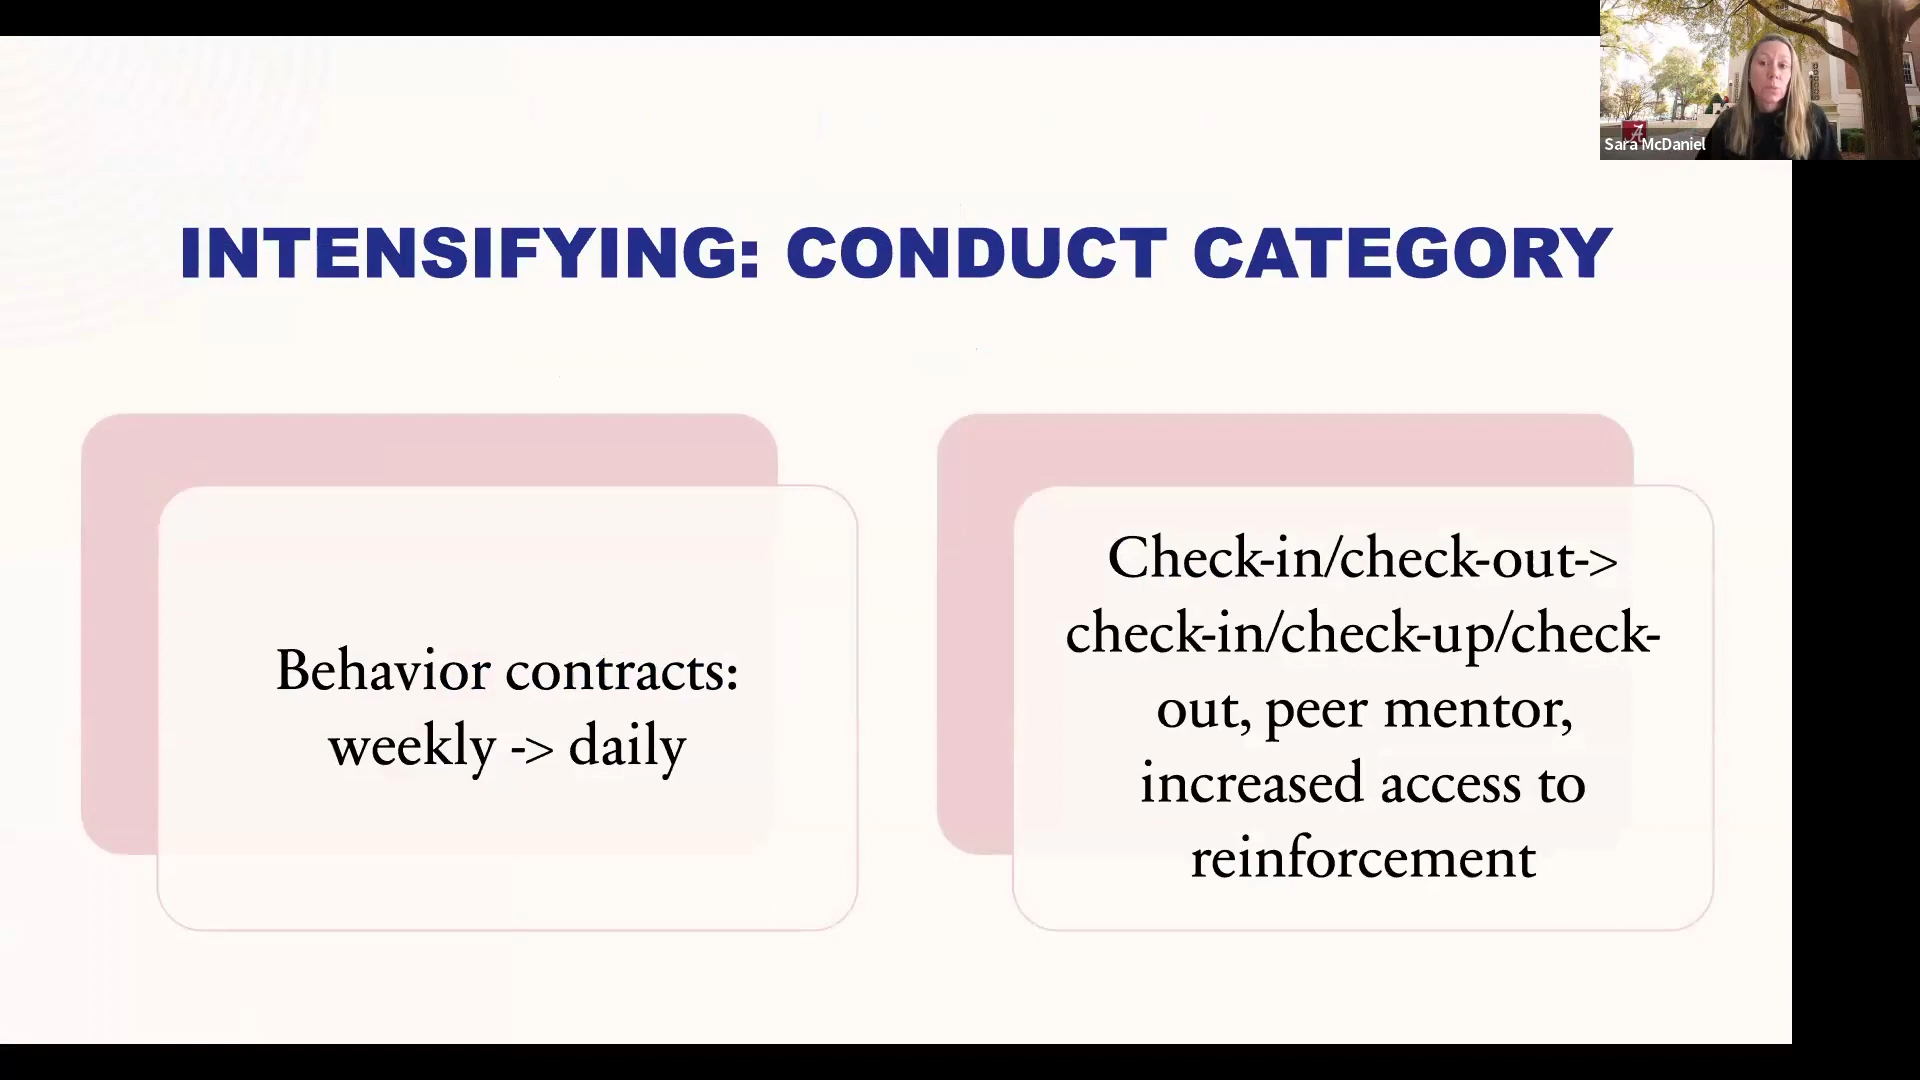 A
Sara McDaniel
INTENSIFYING: CONDUCT CATEGORY
Behavior contracts:
weekly -> daily
Check-in/check-out->
check-in/check-up/check-
out, peer mentor,
increased access to
reinforcement